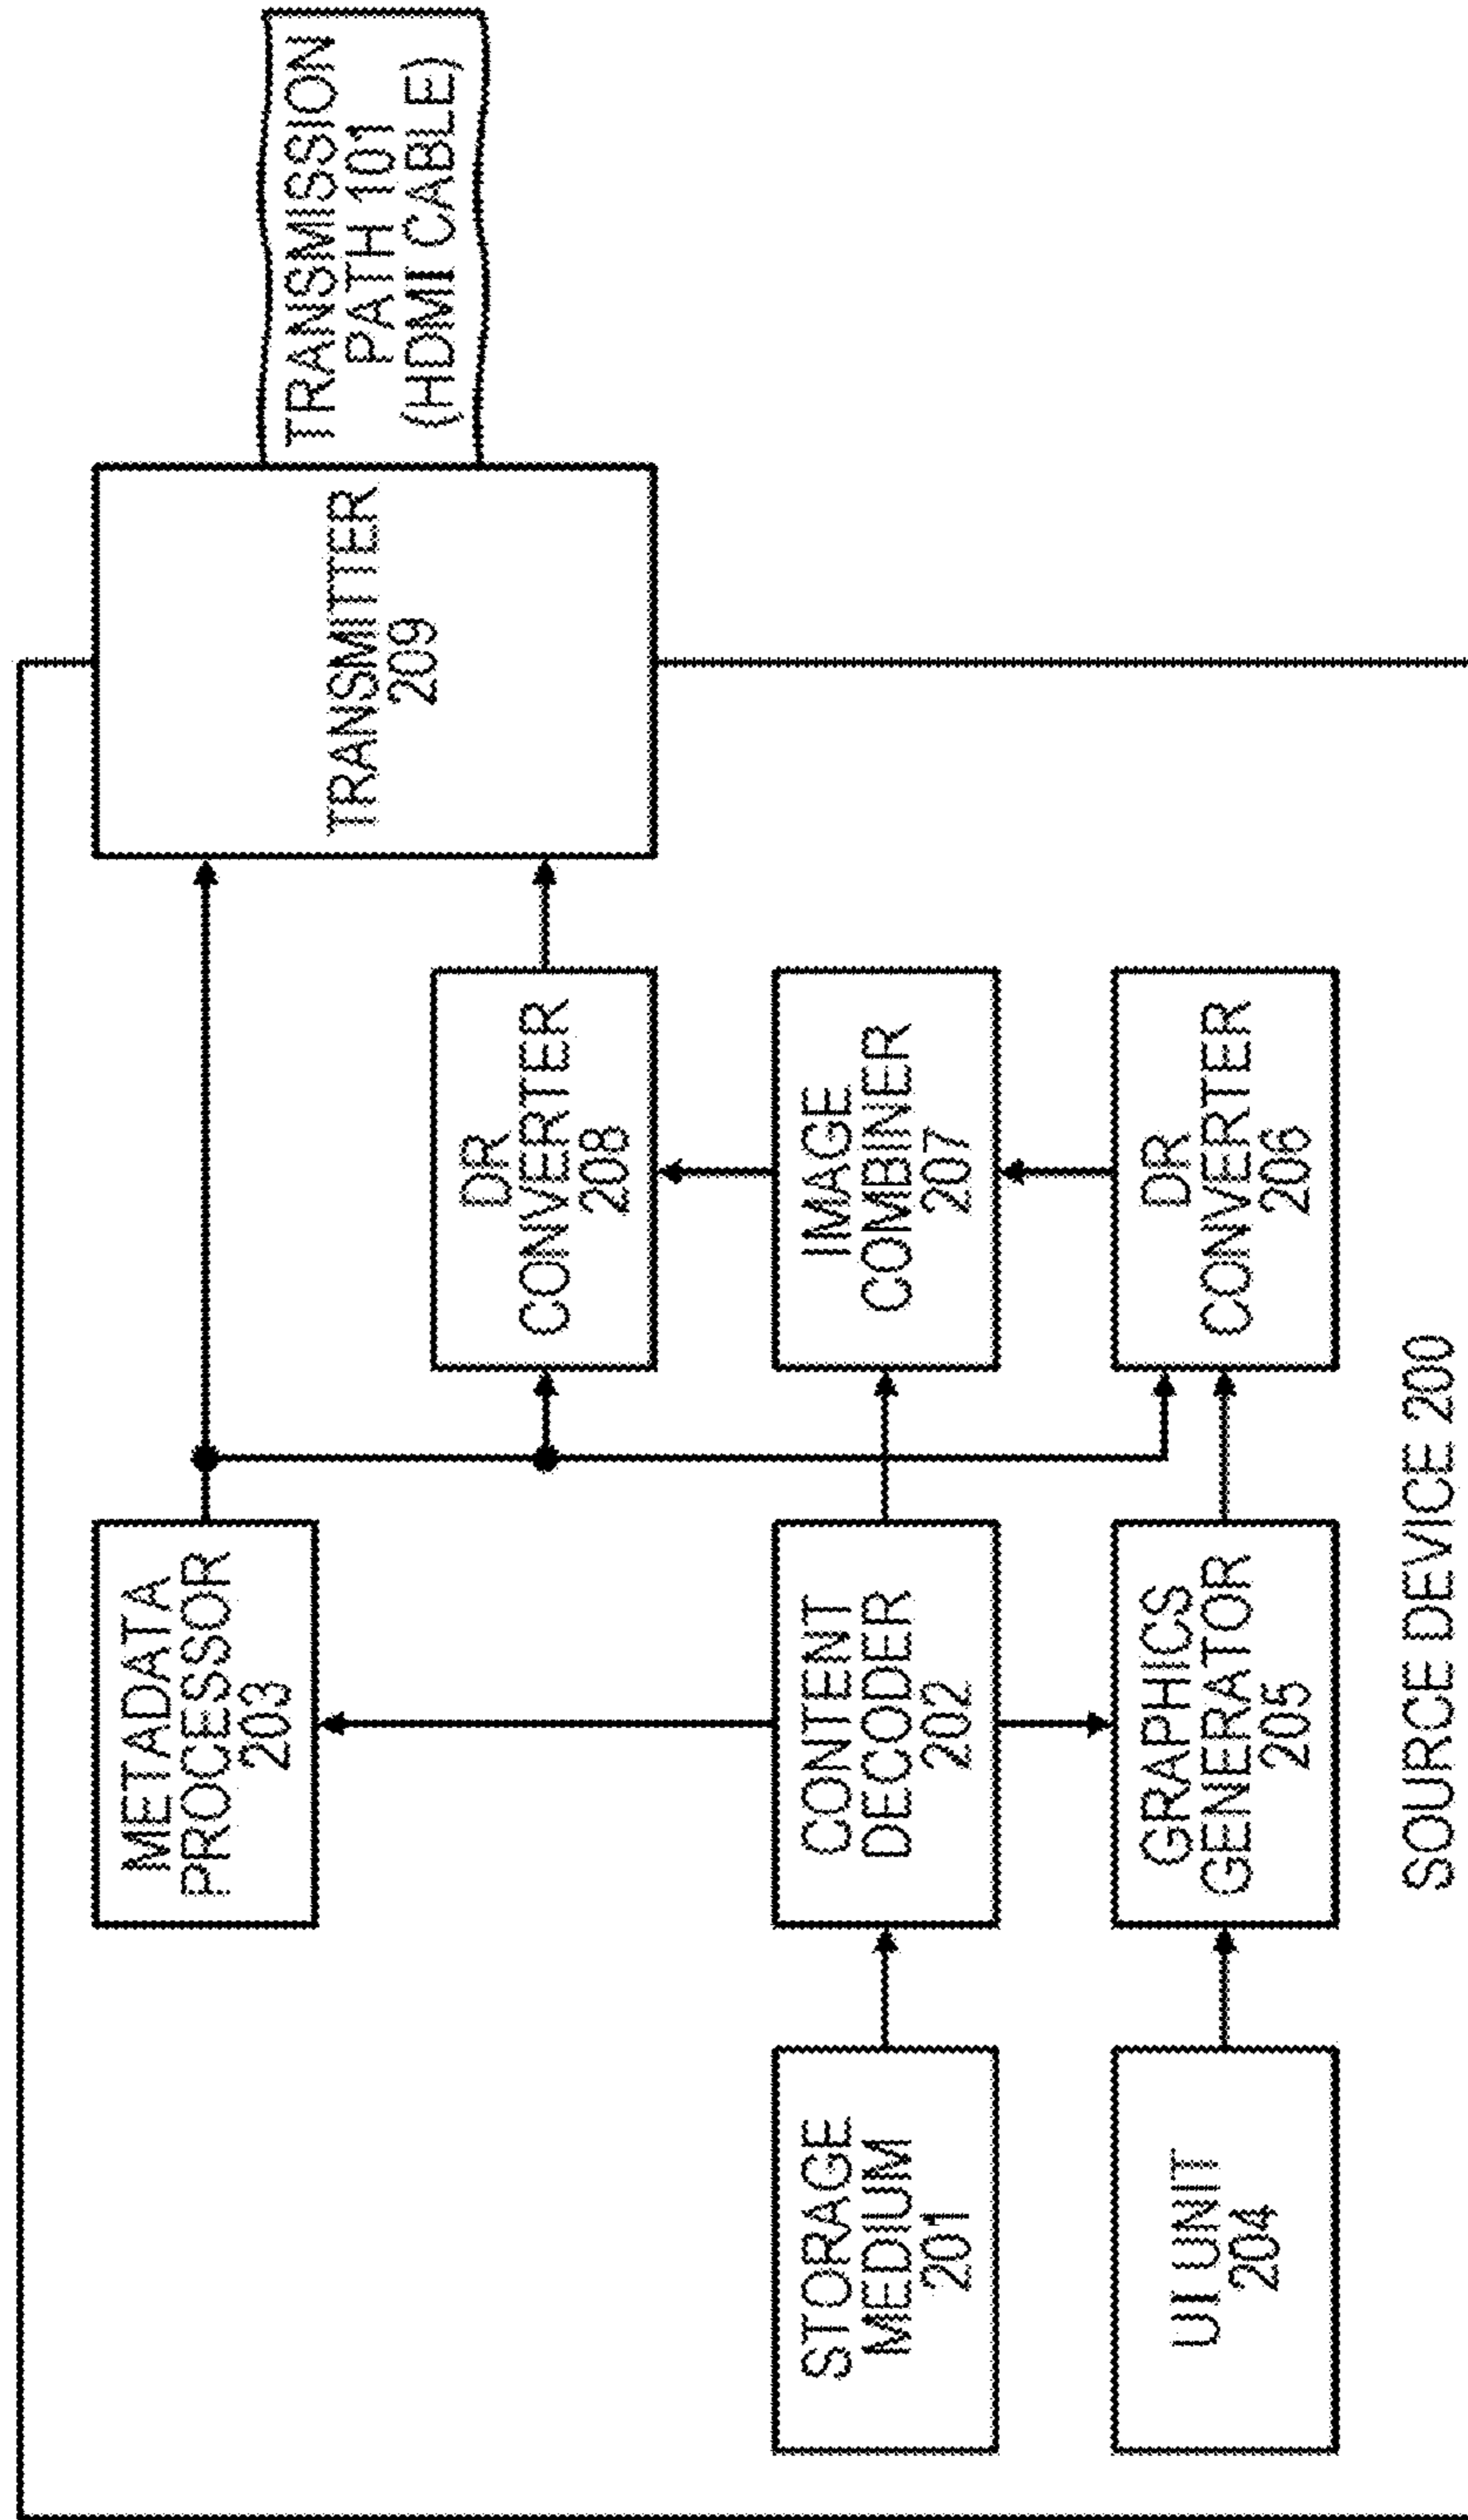 METADATA
PROCESSOR
203
TRANSMITTER
209
TRANSMISSION
PATH 101
(HDMI CABLE)
DR
CONVERTER
208
STORAGE
MEDIUM
201
CONTENT
DECODER
202
IMAGE
COMBINER
207
UI UNIT
204
GRAPHICS
GENERATOR
205
DR
CONVERTER
206
SOURCE DEVICE 200